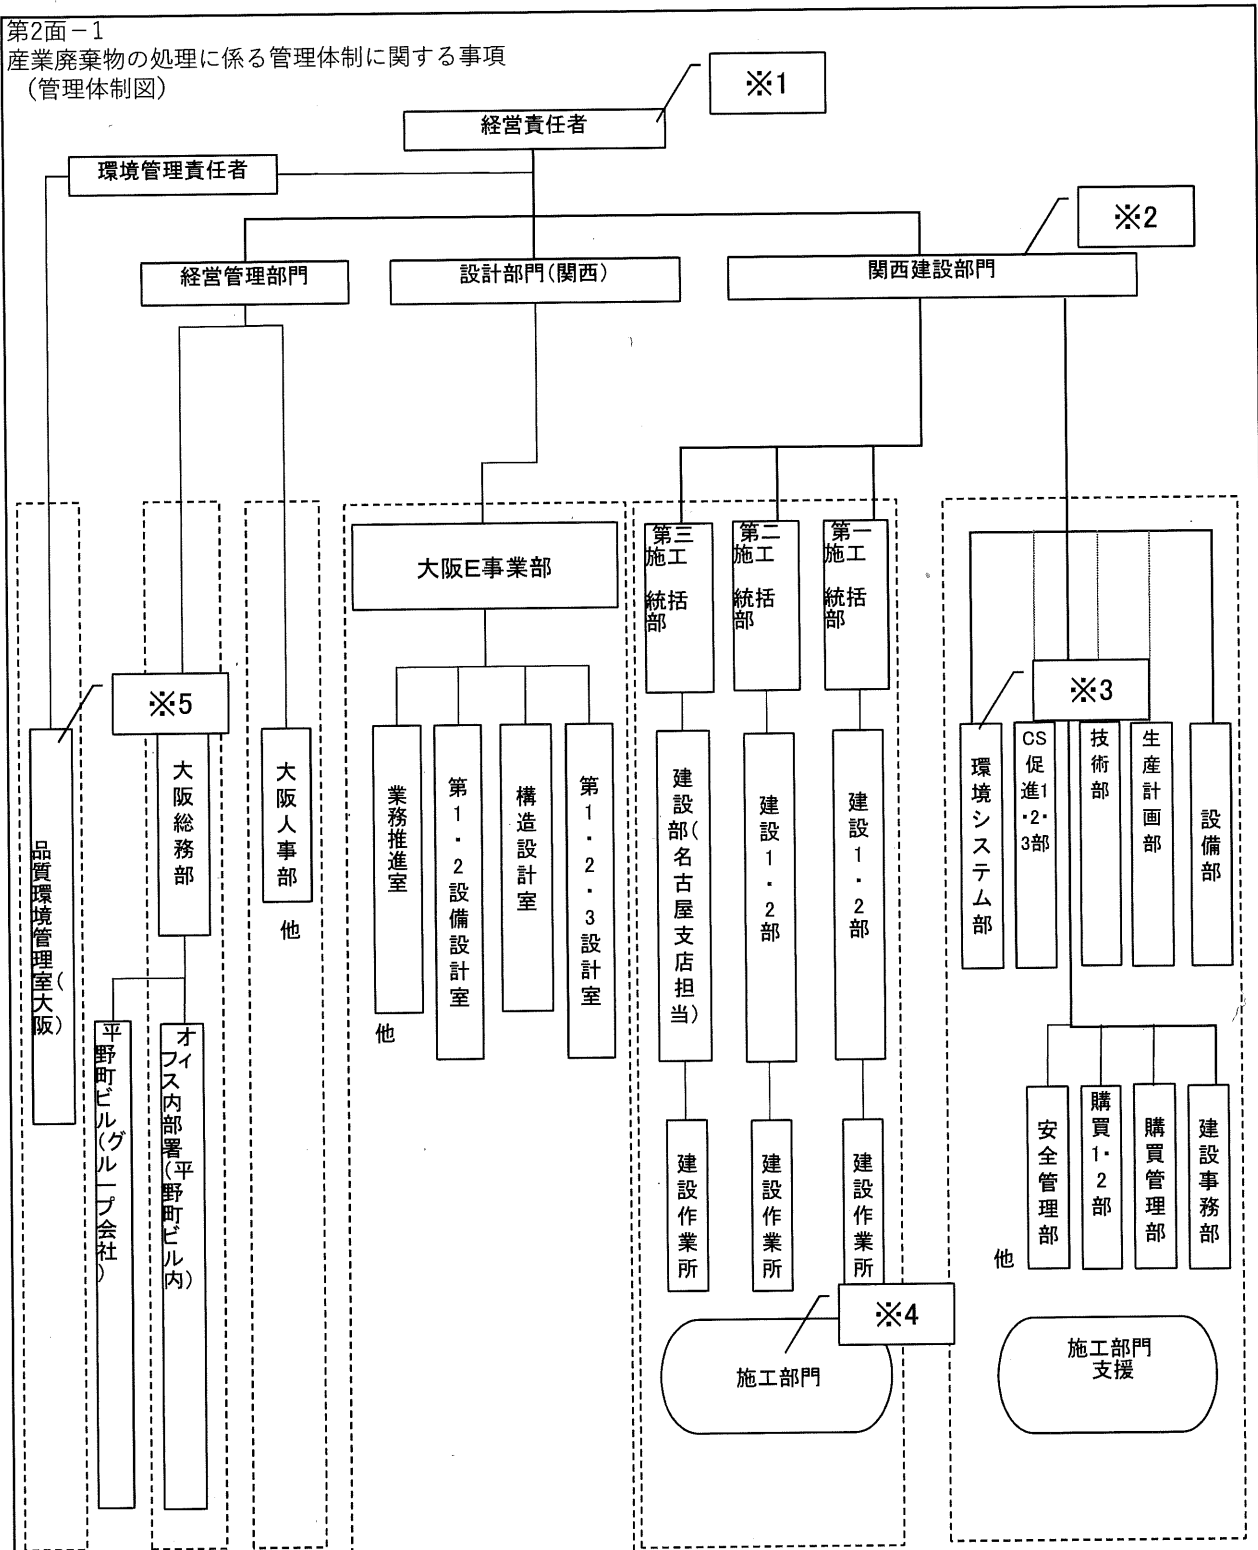 第2面－1
産業廃棄物の処理に係る管理体制に関する事項
（管理体制図）
※1
経営責任者
環境管理責任者
※2
経営管理部門
設計部門（関西）
関西建設部門
大阪E事業部
第三
施工
統括
部
第二
施工
統括
部
第一
施工
統括
部
※3
※5
品質環境管理室（大阪）
大阪総務部
大阪人事部
他
業務推進室
他
第1・2設備設計室
構造設計室
第1・2・3設計室
建設部（名古屋支店担当）
建設1・2部
建設1・2部
環境システム部
CS
促
進1
・2・
3部
技術部
生産計画部
設備部
平野町ビル（グループ会社）
オフィス内部署（平野町ビル内）
建設作業所
建設作業所
建設作業所
他
安全管理部
購買1・2部
購買管理部
建設事務部
※4
施工部門
施工部門
支援